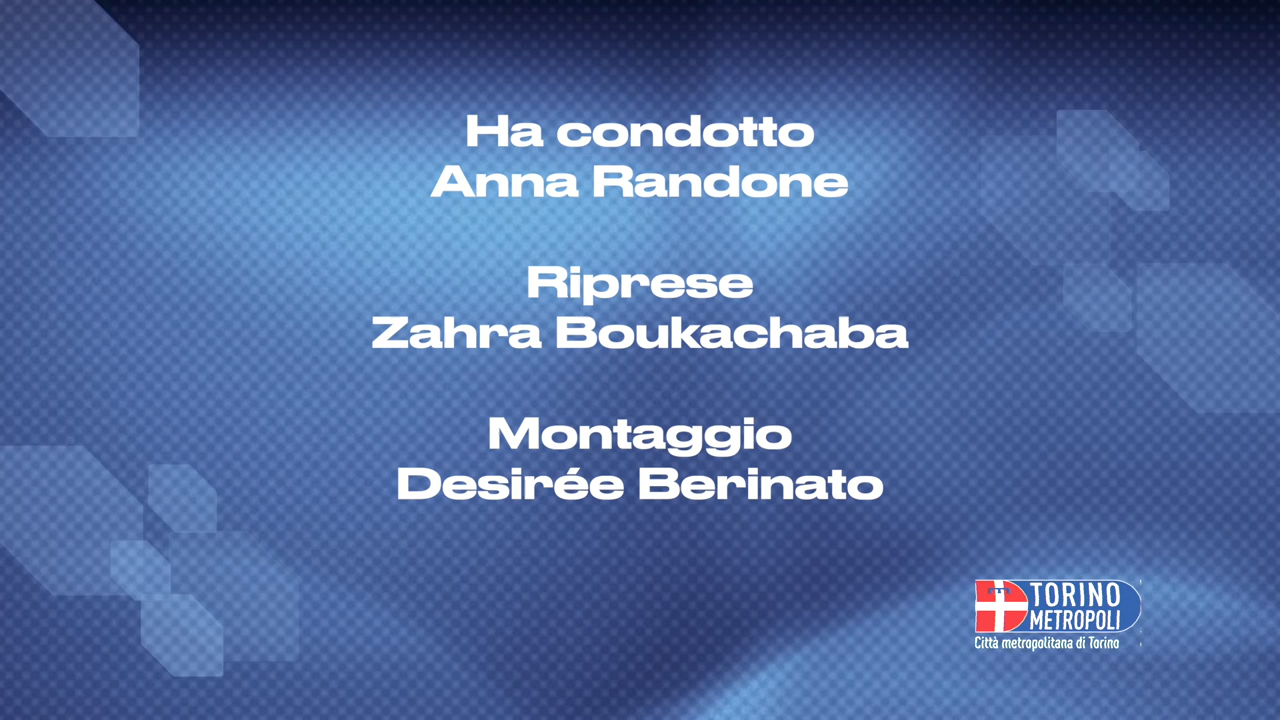 Ha condotto
Anna Randone
Riprese
Zahra Boukachaba
Montaggio
Desirée Berinato
TORINO
METROPOLI
Città metropolitana di Torino